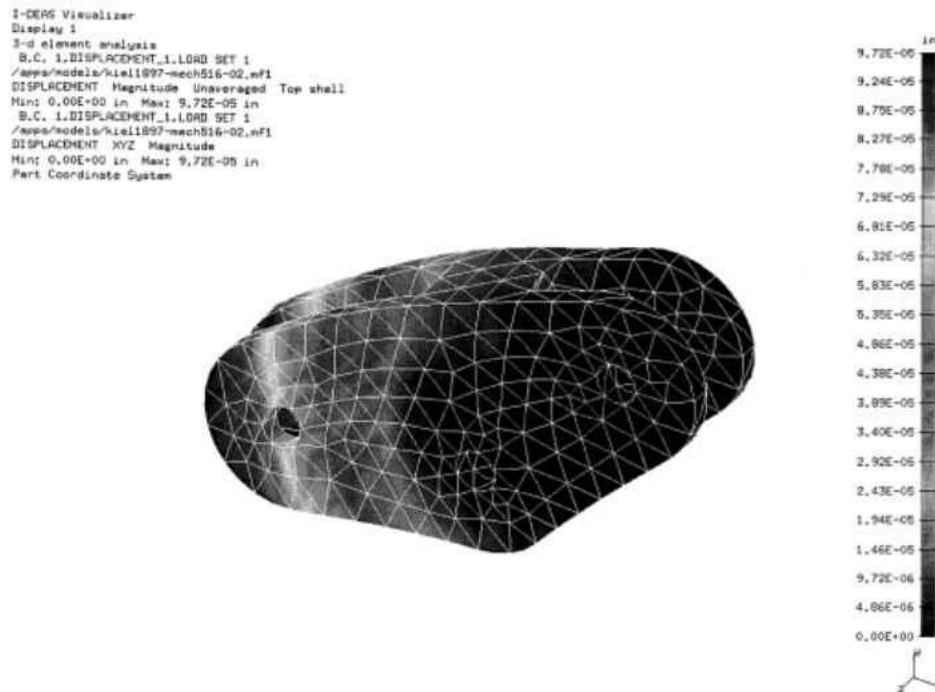 I-DEAS Visualizer
Display 1
3-d element analysis
B.C. 1,DISPLACEMENT_1,LOAD SET 1
/apps/models/kiel1897-mech516-02.mf1
DISPLACEMENT Magnitude Unaveraged Top shell
Min: 0.00E+00 in Max: 9.72E-05 in
B.C. 1,DISPLACEMENT_1,LOAD SET 1
/apps/models/kiel1897-mech516-02.mf1
DISPLACEMENT XYZ Magnitude
Min: 0.00E+00 in Max: 9.72E-05 in
Part Coordinate System
in
9.72E-05
9.24E-05
8.75E-05
8.27E-05
7.78E-05
7.29E-05
6.81E-05
6.32E-05
5.83E-05
5.35E-05
4.86E-05
4.38E-05
3.89E-05
3.40E-05
2.92E-05
2.43E-05
1.94E-05
1.46E-05
9.72E-06
4.86E-06
0.00E+00